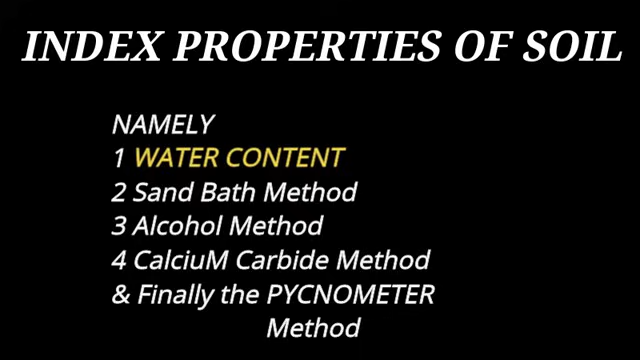 INDEX PROPERTIES OF SOIL
NAMELY
1 WATER CONTENT
2 Sand Bath Method
3 Alcohol Method
4 CalciuM Carbide Method
& Finally the PYCNOMETER
Method